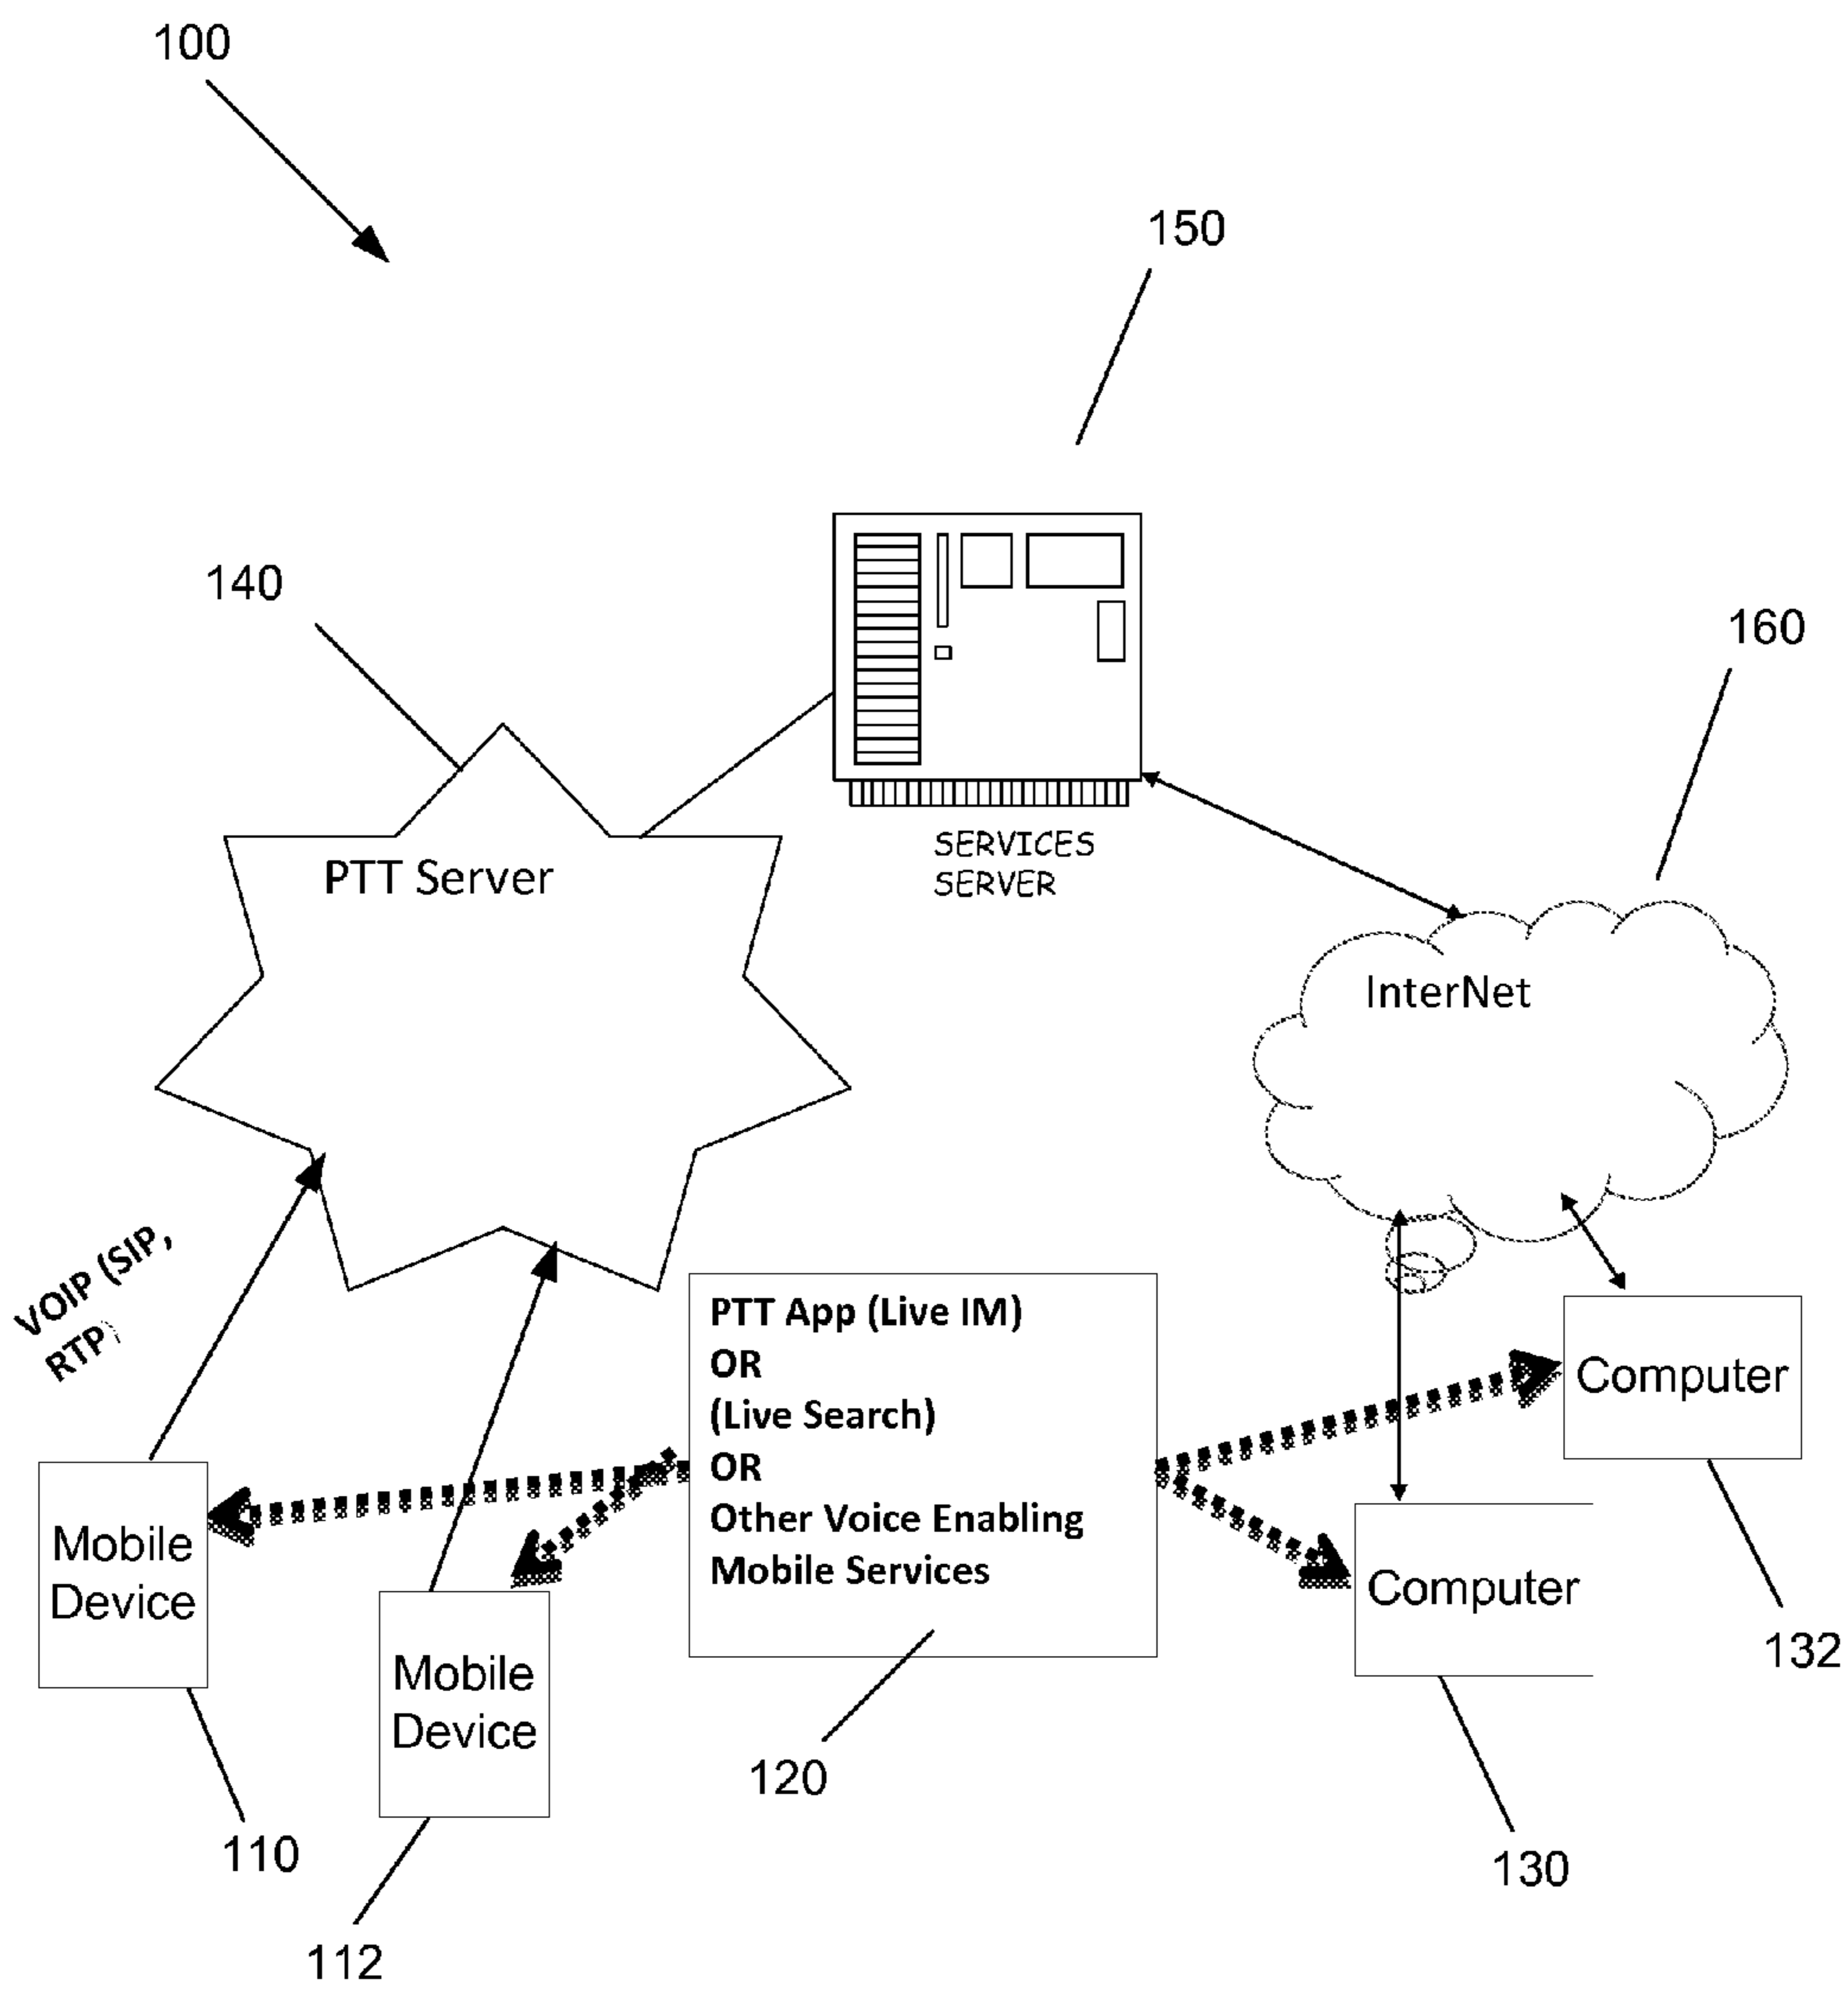 100
150
140
160
SERVICES
SERVER
PTT Server
InterNet
VOIP (SIP,
RTP)
PTT App (Live IM)
OR
(Live Search)
OR
Other Voice Enabling
Mobile Services
Computer
Computer
Mobile
Device
Mobile
Device
132
120
110
130
112